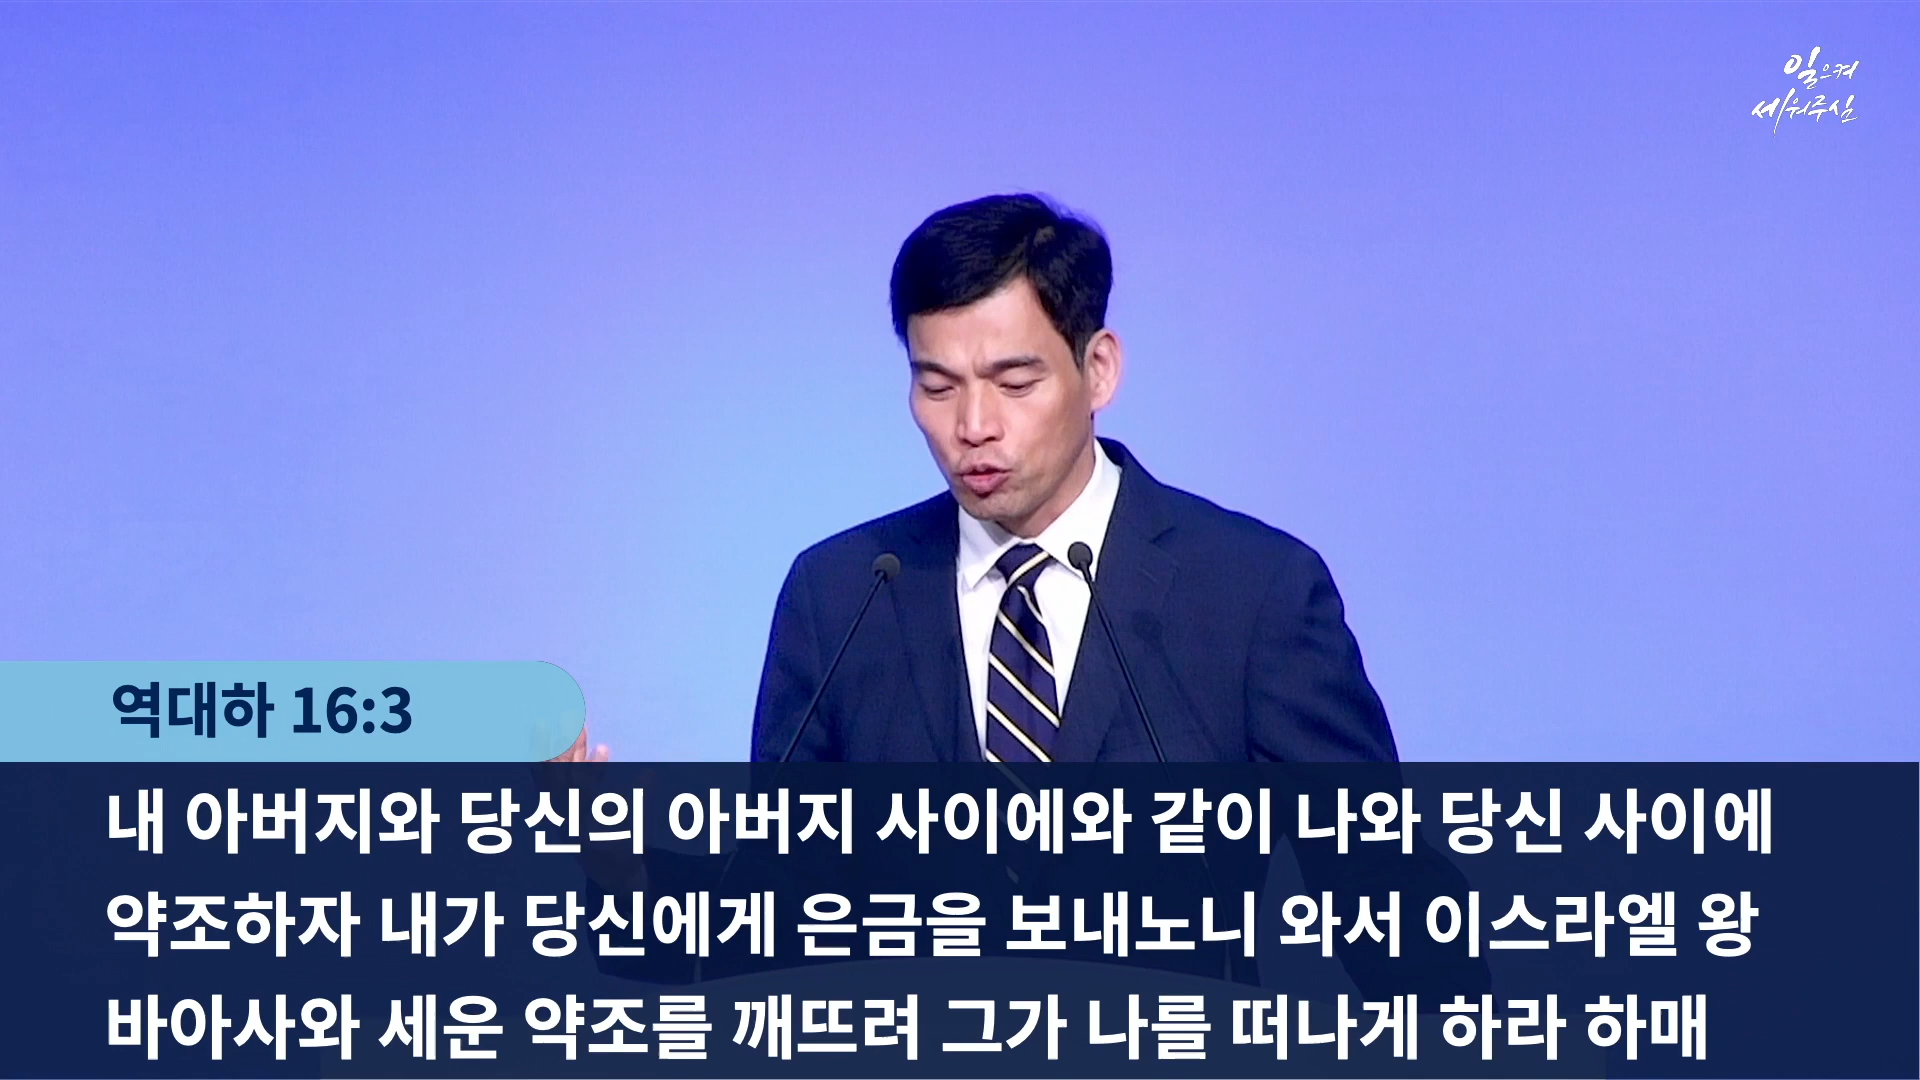 일으켜
세워주심
역대하 16:3
내 아버지와 당신의 아버지 사이에와 같이 나와 당신 사이에
약조하자 내가 당신에게 은금을 보내노니 와서 이스라엘 왕
바아사와 세운 약조를 깨뜨려 그가 나를 떠나게 하라 하매